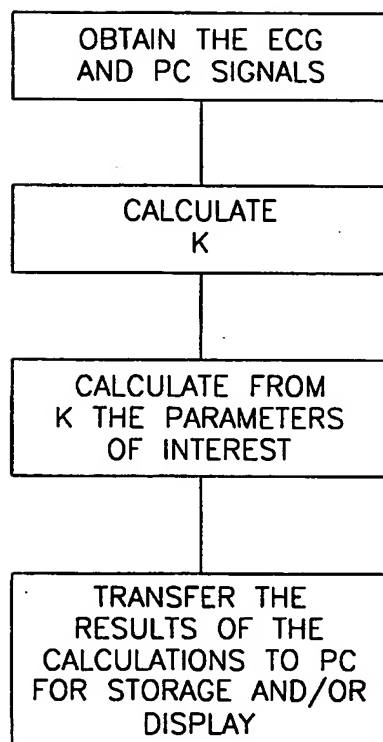 OBTAIN THE ECG
AND PC SIGNALS
CALCULATE
K
CALCULATE FROM
K THE PARAMETERS
OF INTEREST
TRANSFER THE
RESULTS OF THE
CALCULATIONS TO PC
FOR STORAGE AND/OR
DISPLAY